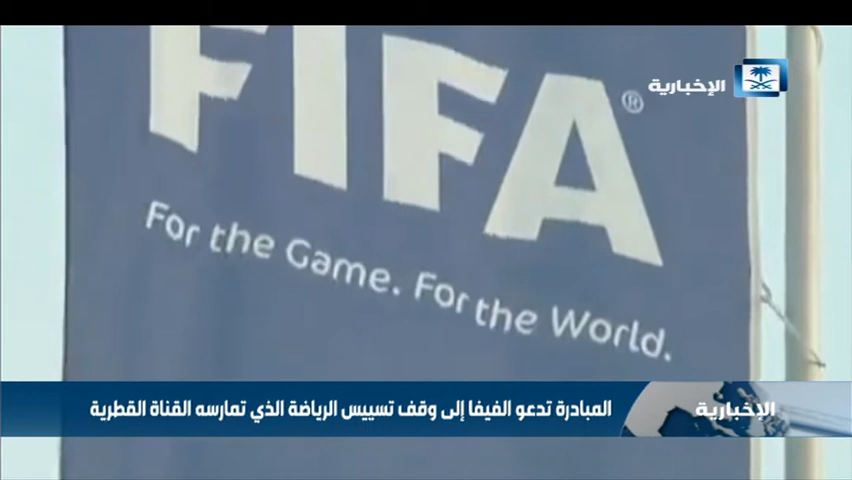 FIFA®
الإخبارية
For the Game. For the World.
المبادرة تدعو الفيفا إلى وقف تسييس الرياضة الذي تمارسه القناة القطرية
الإخبارية